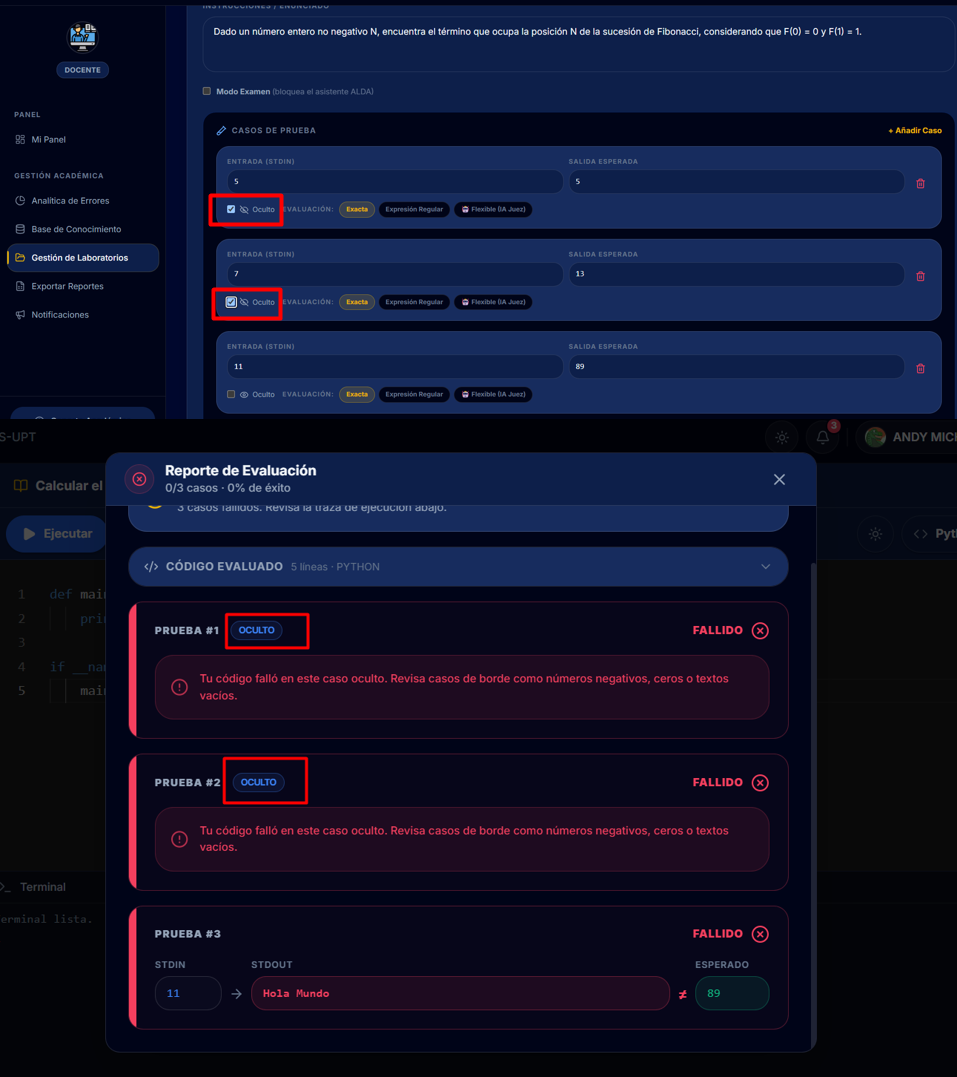 INSTRUCCIONES / ENUNCIADO
Dado un número entero no negativo N, encuentra el término que ocupa la posición N de la sucesión de Fibonacci, considerando que F(0) = 0 y F(1) = 1.
DOCENTE
PANEL
Mi Panel
GESTIÓN ACADÉMICA
Analítica de Errores
Base de Conocimiento
Gestión de Laboratorios
Exportar Reportes
Notificaciones
Modo Examen (bloquea el asistente ALDA)
CASOS DE PRUEBA
+ Añadir Caso
ENTRADA (STDIN) SALIDA ESPERADA
5 5
Oculto EVALUACIÓN: Exacta Expresión Regular Flexible (IA Juez)
ENTRADA (STDIN) SALIDA ESPERADA
7 13
Oculto EVALUACIÓN: Exacta Expresión Regular Flexible (IA Juez)
ENTRADA (STDIN) SALIDA ESPERADA
11 89
Oculto EVALUACIÓN: Exacta Expresión Regular Flexible (IA Juez)
S-UPT
3
ANDY MIC
Calcular el
Ejecutar
Pyt
Reporte de Evaluación
0/3 casos · 0% de éxito
3 casos fallidos. Revisa la traza de ejecución abajo.
</> CÓDIGO EVALUADO 5 líneas · PYTHON
1 def mai
2 pri
3
4 if __na
5 mai
PRUEBA #1 OCULTO FALLIDO
Tu código falló en este caso oculto. Revisa casos de borde como números negativos, ceros o textos
vacíos.
PRUEBA #2 OCULTO FALLIDO
Tu código falló en este caso oculto. Revisa casos de borde como números negativos, ceros o textos
vacíos.
>_ Terminal
erminal lista.
PRUEBA #3 FALLIDO
STDIN STDOUT ESPERADO
11 → Hola Mundo ≠ 89